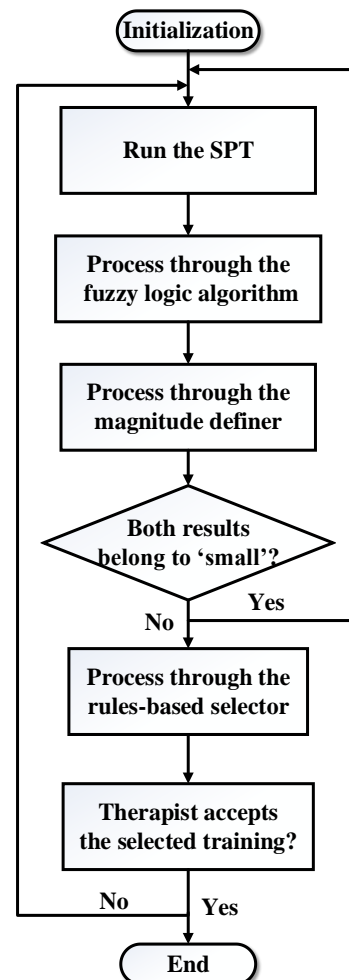 Initialization
Run the SPT
Process through the
fuzzy logic algorithm
Process through the
magnitude definer
Both results
belong to ‘small’?
Yes
No
Process through the
rules-based selector
Therapist accepts
the selected training?
No
Yes
End